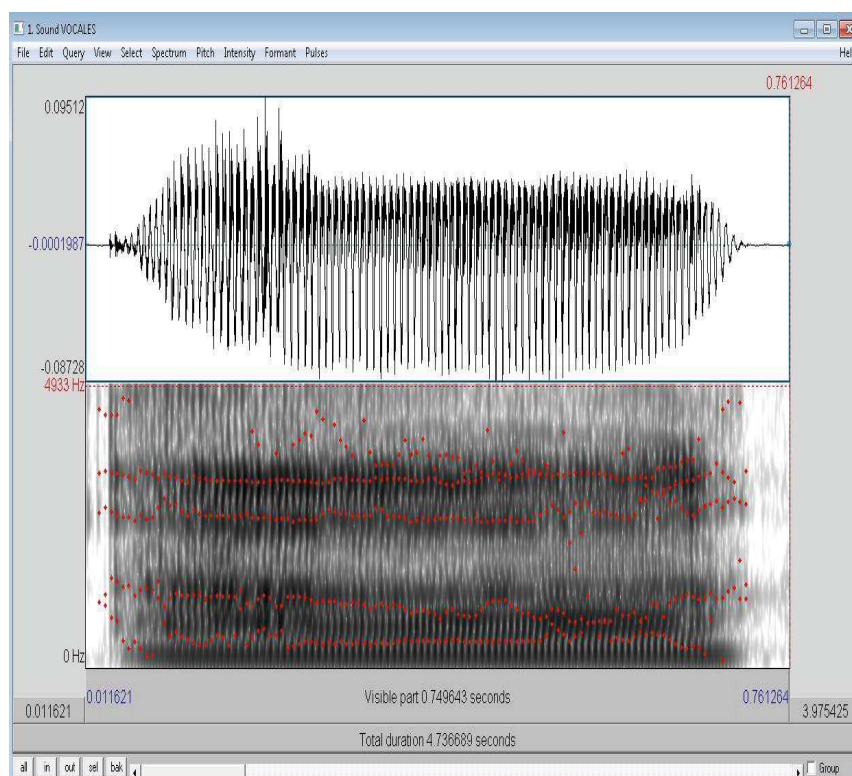 1. Sound VOCALES
File Edit Query View Select Spectrum Pitch Intensity Formant Pulses Hel
0.761264
0.09512
-0.0001987
-0.08728
4933 Hz
0 Hz
0.011621 Visible part 0.749643 seconds 0.761264
0.011621 3.975425
Total duration 4.736689 seconds
all in out sel bak Group